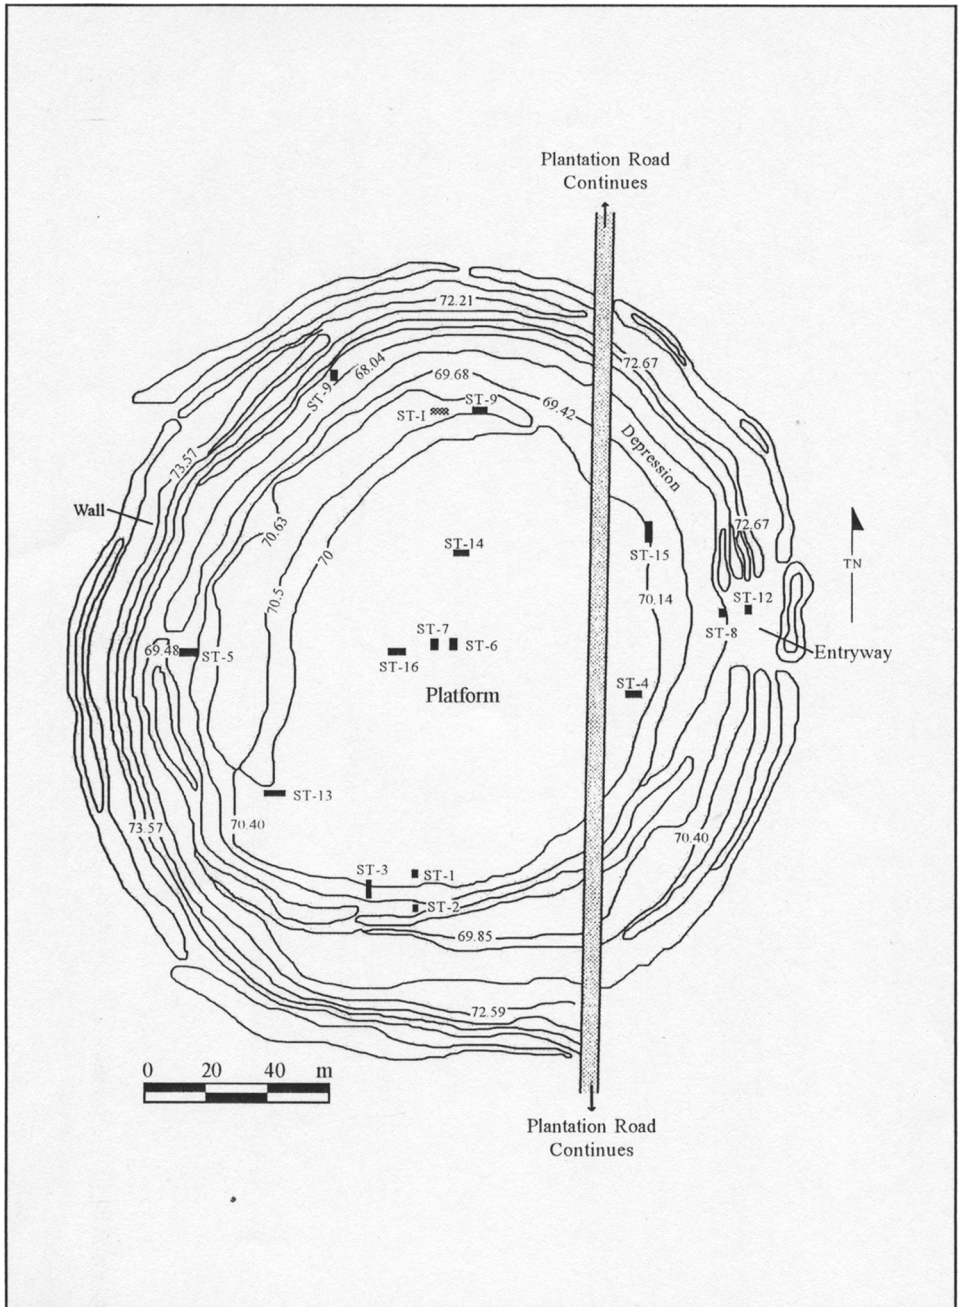 Plantation Road
Continues
72.21
72.67
68.04
69.68
ST-9
ST-I
ST-9
69.42
Depression
73.57
Wall
72.67
70.63
70
ST-14
ST-15
TN
70.5
70.14
ST-12
ST-7
ST-8
69.48
ST-5
ST-6
ST-16
Entryway
ST-4
Platform
ST-13
73.57
70.40
70.40
ST-3
ST-1
ST-2
69.85
72.59
0 20 40 m
Plantation Road
Continues